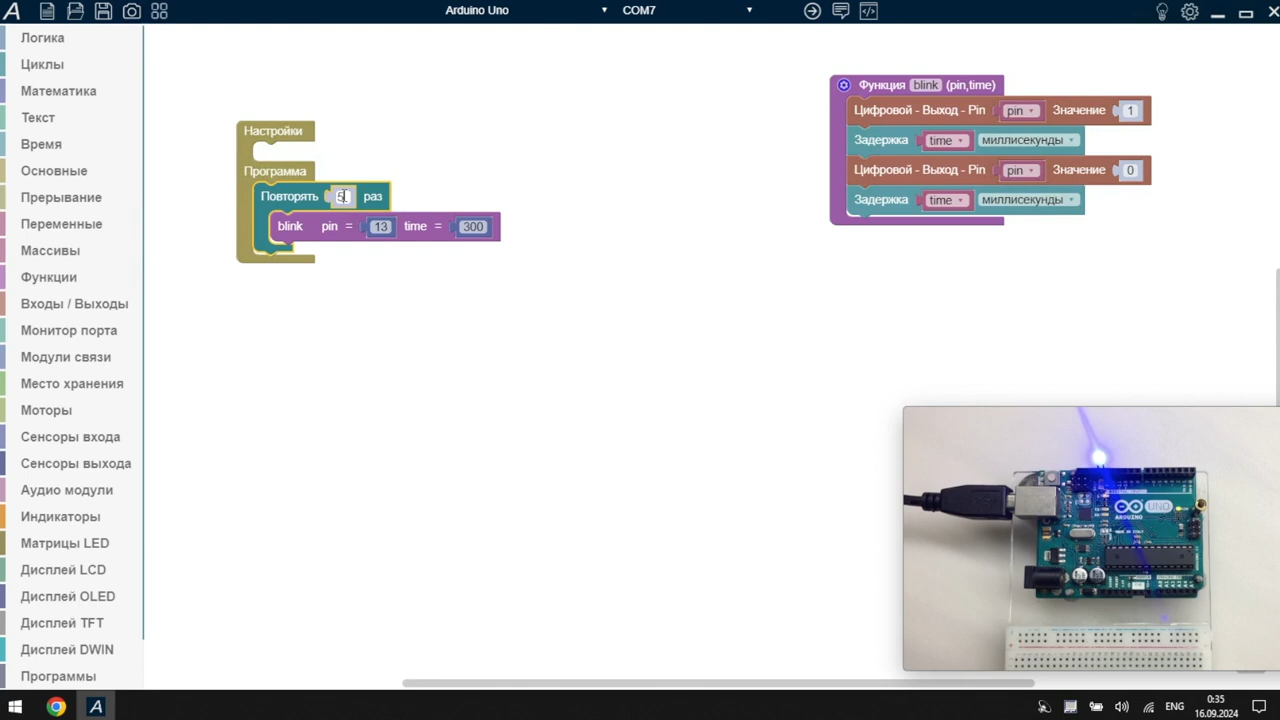 Arduino Uno
COM7
Логика
Циклы
Математика
Текст
Время
Основные
Прерывание
Переменные
Массивы
Функции
Входы / Выходы
Монитор порта
Модули связи
Место хранения
Моторы
Сенсоры входа
Сенсоры выхода
Аудио модули
Индикаторы
Матрицы LED
Дисплей LCD
Дисплей OLED
Дисплей TFT
Дисплей DWIN
Программы
Настройки
Программа
Повторять 5 раз
blink pin = 13 time = 300
Функция blink (pin,time)
Цифровой - Выход - Pin pin Значение 1
Задержка time миллисекунды
Цифровой - Выход - Pin pin Значение 0
Задержка time миллисекунды
UNO
ARDUINO
ENG
0:35
16.09.2024